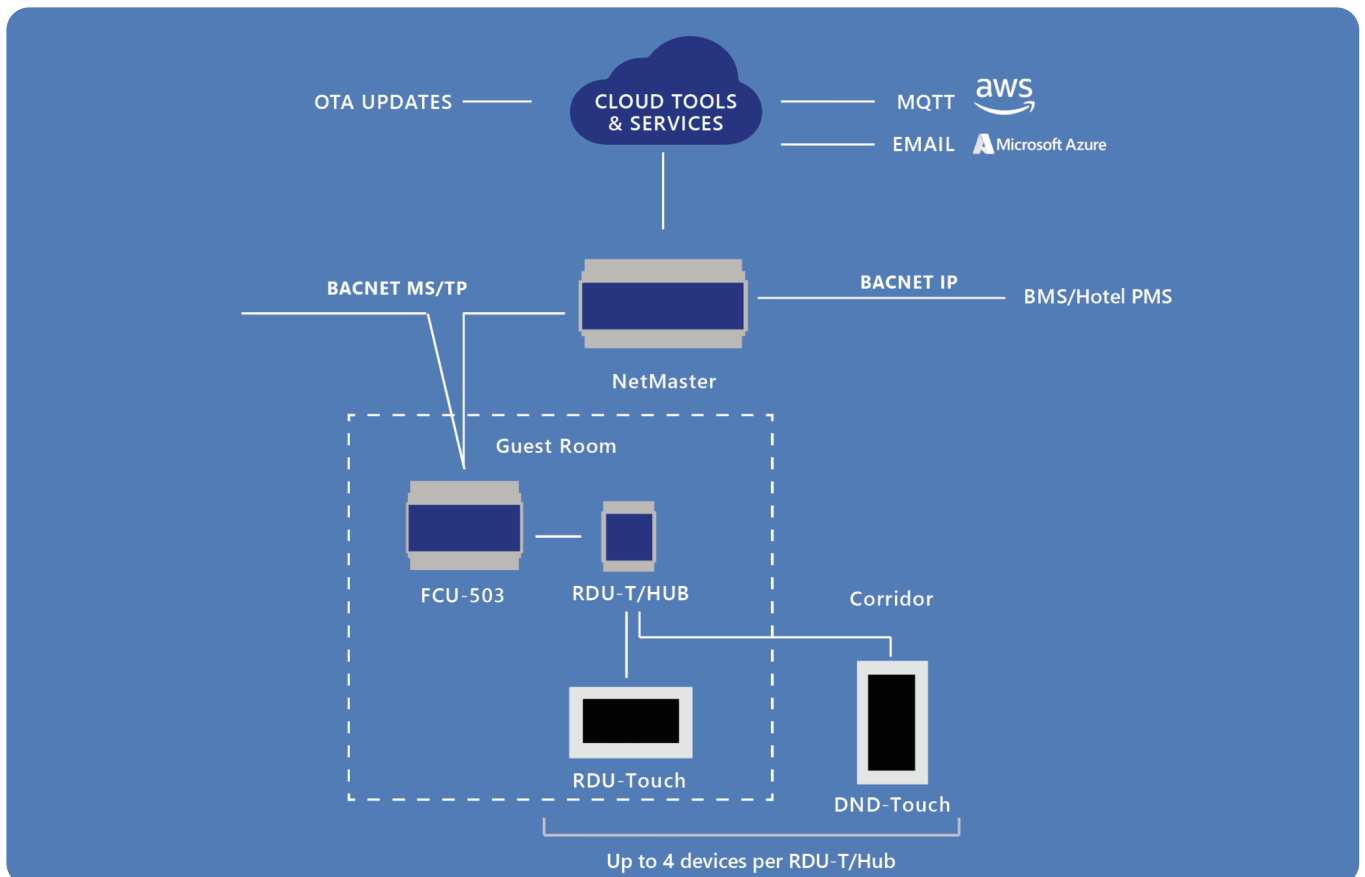 OTA UPDATES
CLOUD TOOLS
& SERVICES
MQTT
aws
EMAIL
Microsoft Azure
BACNET MS/TP
BACNET IP
BMS/Hotel PMS
NetMaster
Guest Room
FCU-503
RDU-T/HUB
Corridor
RDU-Touch
DND-Touch
Up to 4 devices per RDU-T/Hub